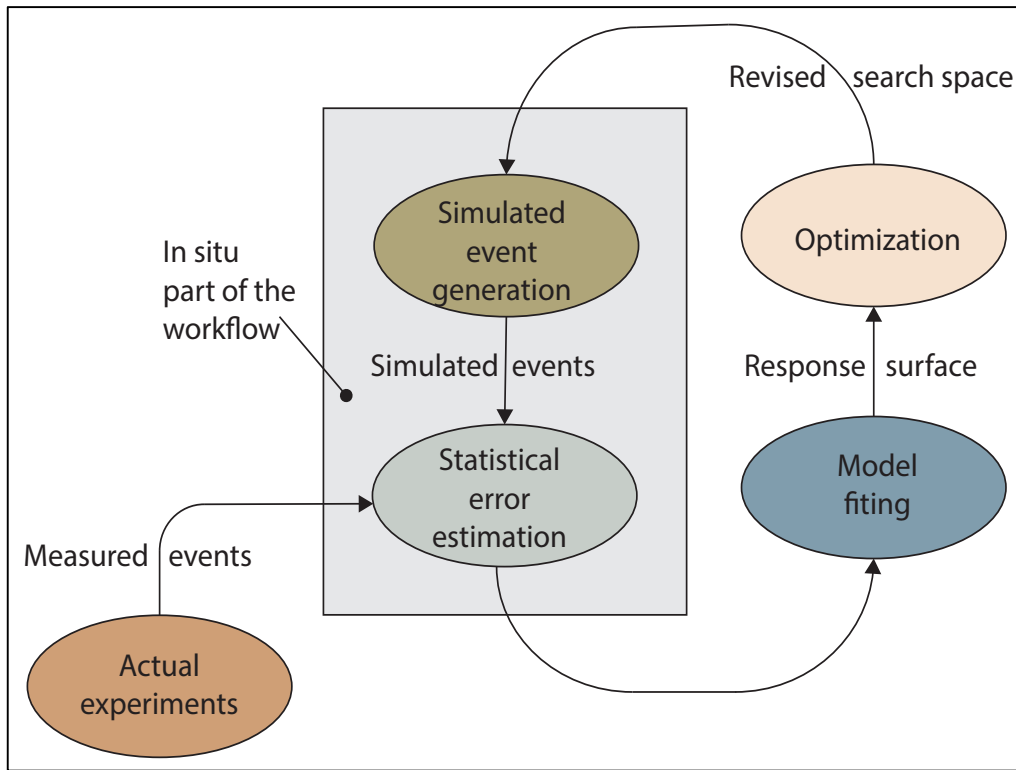 Revised search space
Simulated
event
generation
Optimization
In situ
part of the
workflow
Simulated events
Response surface
Statistical
error
estimation
Model
fiting
Measured events
Actual
experiments